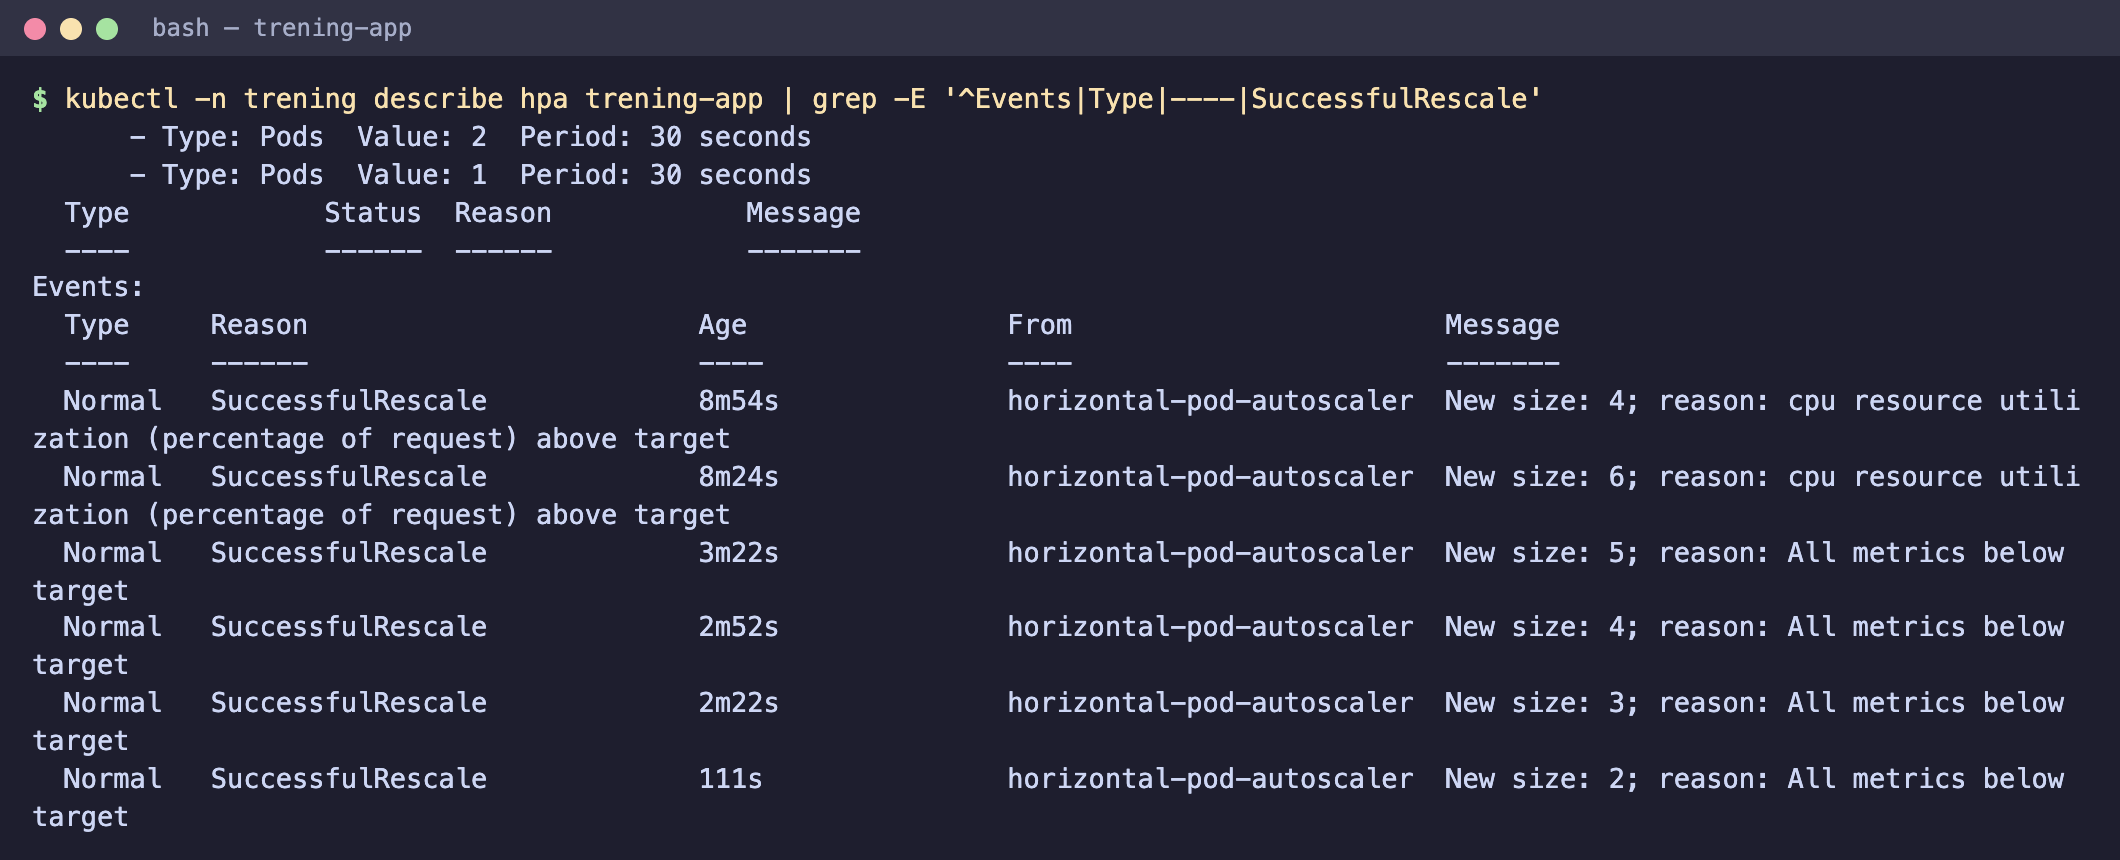 bash — trening-app
$ kubectl -n trening describe hpa trening-app | grep -E '^Events|Type|----|SuccessfulRescale'
      - Type: Pods  Value: 2  Period: 30 seconds
      - Type: Pods  Value: 1  Period: 30 seconds
  Type            Status  Reason            Message
  ----            ------  ------            -------
Events:
  Type     Reason                        Age                From                       Message
  ----     ------                        ----               ----                       -------
  Normal   SuccessfulRescale             8m54s              horizontal-pod-autoscaler  New size: 4; reason: cpu resource utili
zation (percentage of request) above target
  Normal   SuccessfulRescale             8m24s              horizontal-pod-autoscaler  New size: 6; reason: cpu resource utili
zation (percentage of request) above target
  Normal   SuccessfulRescale             3m22s              horizontal-pod-autoscaler  New size: 5; reason: All metrics below
target
  Normal   SuccessfulRescale             2m52s              horizontal-pod-autoscaler  New size: 4; reason: All metrics below
target
  Normal   SuccessfulRescale             2m22s              horizontal-pod-autoscaler  New size: 3; reason: All metrics below
target
  Normal   SuccessfulRescale             111s               horizontal-pod-autoscaler  New size: 2; reason: All metrics below
target